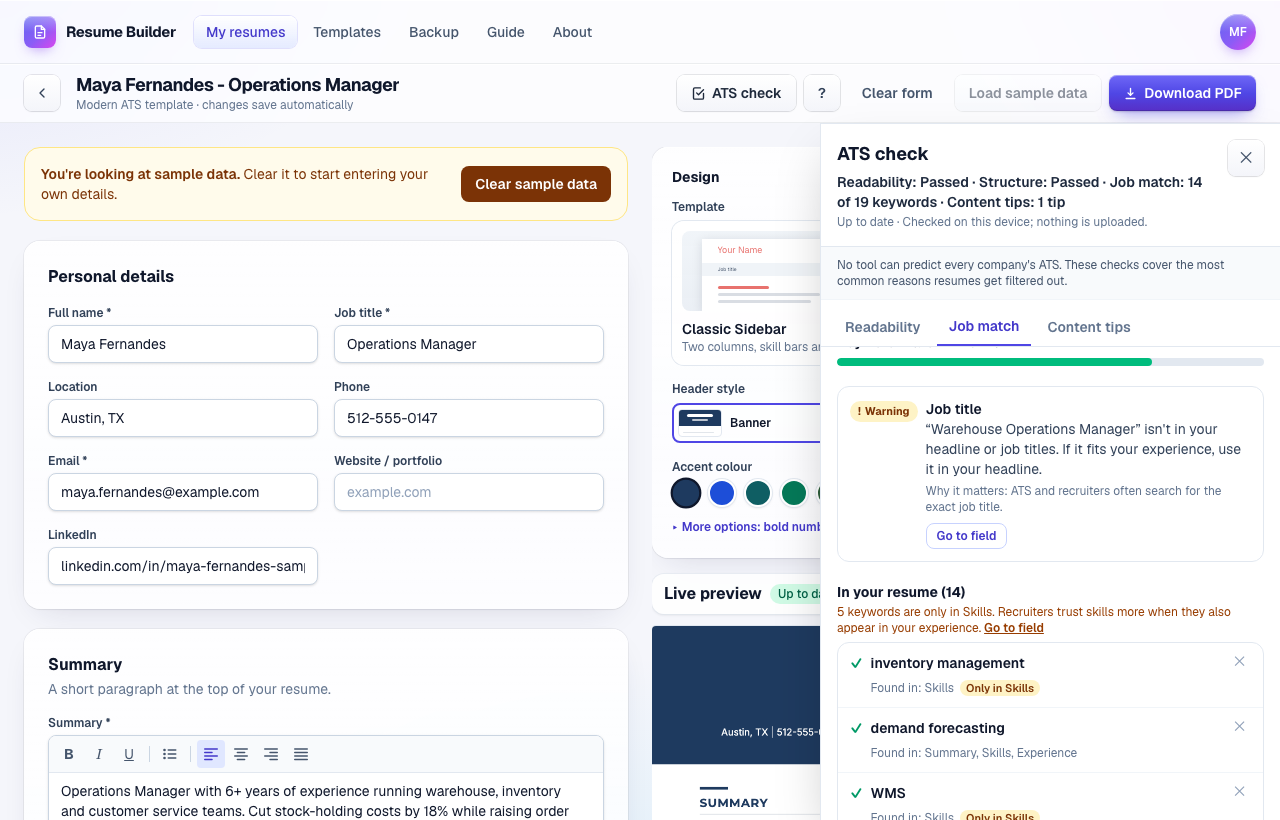 Resume Builder
My resumes
Templates
Backup
Guide
About
MF
Maya Fernandes - Operations Manager
Modern ATS template · changes save automatically
ATS check
?
Clear form
Load sample data
Download PDF
You're looking at sample data. Clear it to start entering your
own details.
Clear sample data
Personal details
Full name *
Maya Fernandes
Job title *
Operations Manager
Location
Austin, TX
Phone
512-555-0147
Email *
maya.fernandes@example.com
Website / portfolio
example.com
LinkedIn
linkedin.com/in/maya-fernandes-sam
Summary
A short paragraph at the top of your resume.
Summary *
B I U
Operations Manager with 6+ years of experience running warehouse, inventory
and customer service teams. Cut stock-holding costs by 18% while raising order
Design
Template
Your Name
Job title
Classic Sidebar
Two columns, skill bars
Header style
Banner
Accent colour
More options: bold
Live preview
Up to
Austin, TX | 512-555-
SUMMARY
ATS check
Readability: Passed · Structure: Passed · Job match: 14
of 19 keywords · Content tips: 1 tip
Up to date · Checked on this device; nothing is uploaded.
No tool can predict every company's ATS. These checks cover the most
common reasons resumes get filtered out.
Readability
Job match
Content tips
! Warning
Job title
“Warehouse Operations Manager” isn't in your
headline or job titles. If it fits your experience, use
it in your headline.
Why it matters: ATS and recruiters often search for the
exact job title.
Go to field
In your resume (14)
5 keywords are only in Skills. Recruiters trust skills more when they also
appear in your experience. Go to field
inventory management
Found in: Skills Only in Skills
demand forecasting
Found in: Summary, Skills, Experience
WMS
Found in: Skills Only in Skills